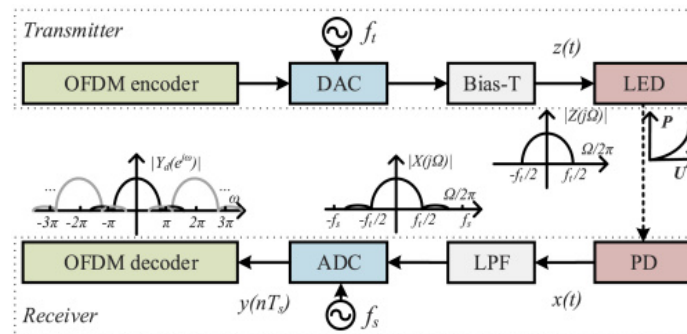 Transmitter
f_t
z(t)
OFDM encoder
DAC
Bias-T
LED
|Z(jΩ)|
Ω/2π
-f_t/2
f_t/2
P
U
|Y_d(e^{jω})|
...
...
ω
-3π
-2π
-π
π
2π
3π
|X(jΩ)|
Ω/2π
-f_s
-f_t/2
f_t/2
f_s
OFDM decoder
ADC
LPF
PD
y(nT_s)
x(t)
f_s
Receiver